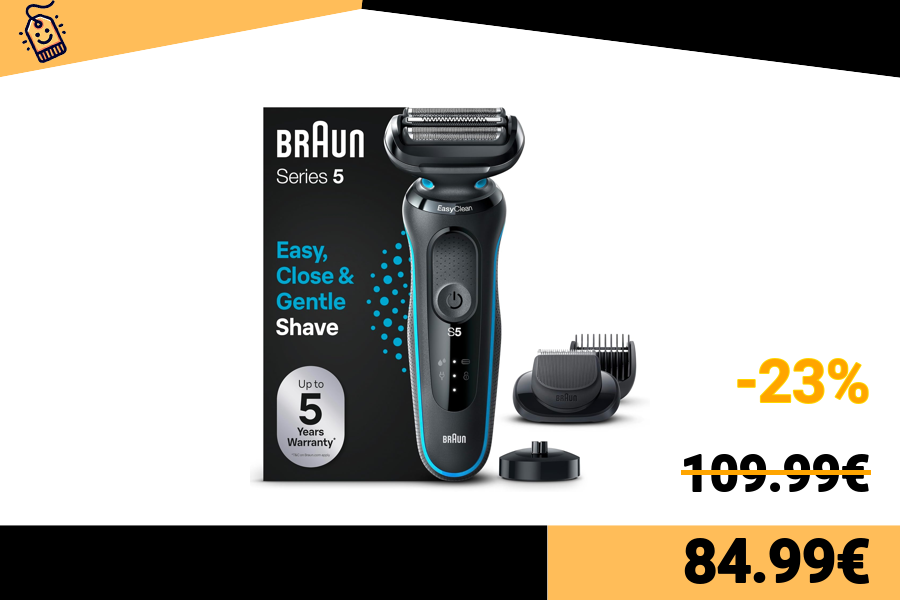 BRAUN
Series 5
EasyClean
Easy,
Close &
Gentle
Shave
S5
Up to
5
Years
Warranty*
BRAUN
BRAUN
-23%
109.99€
84.99€